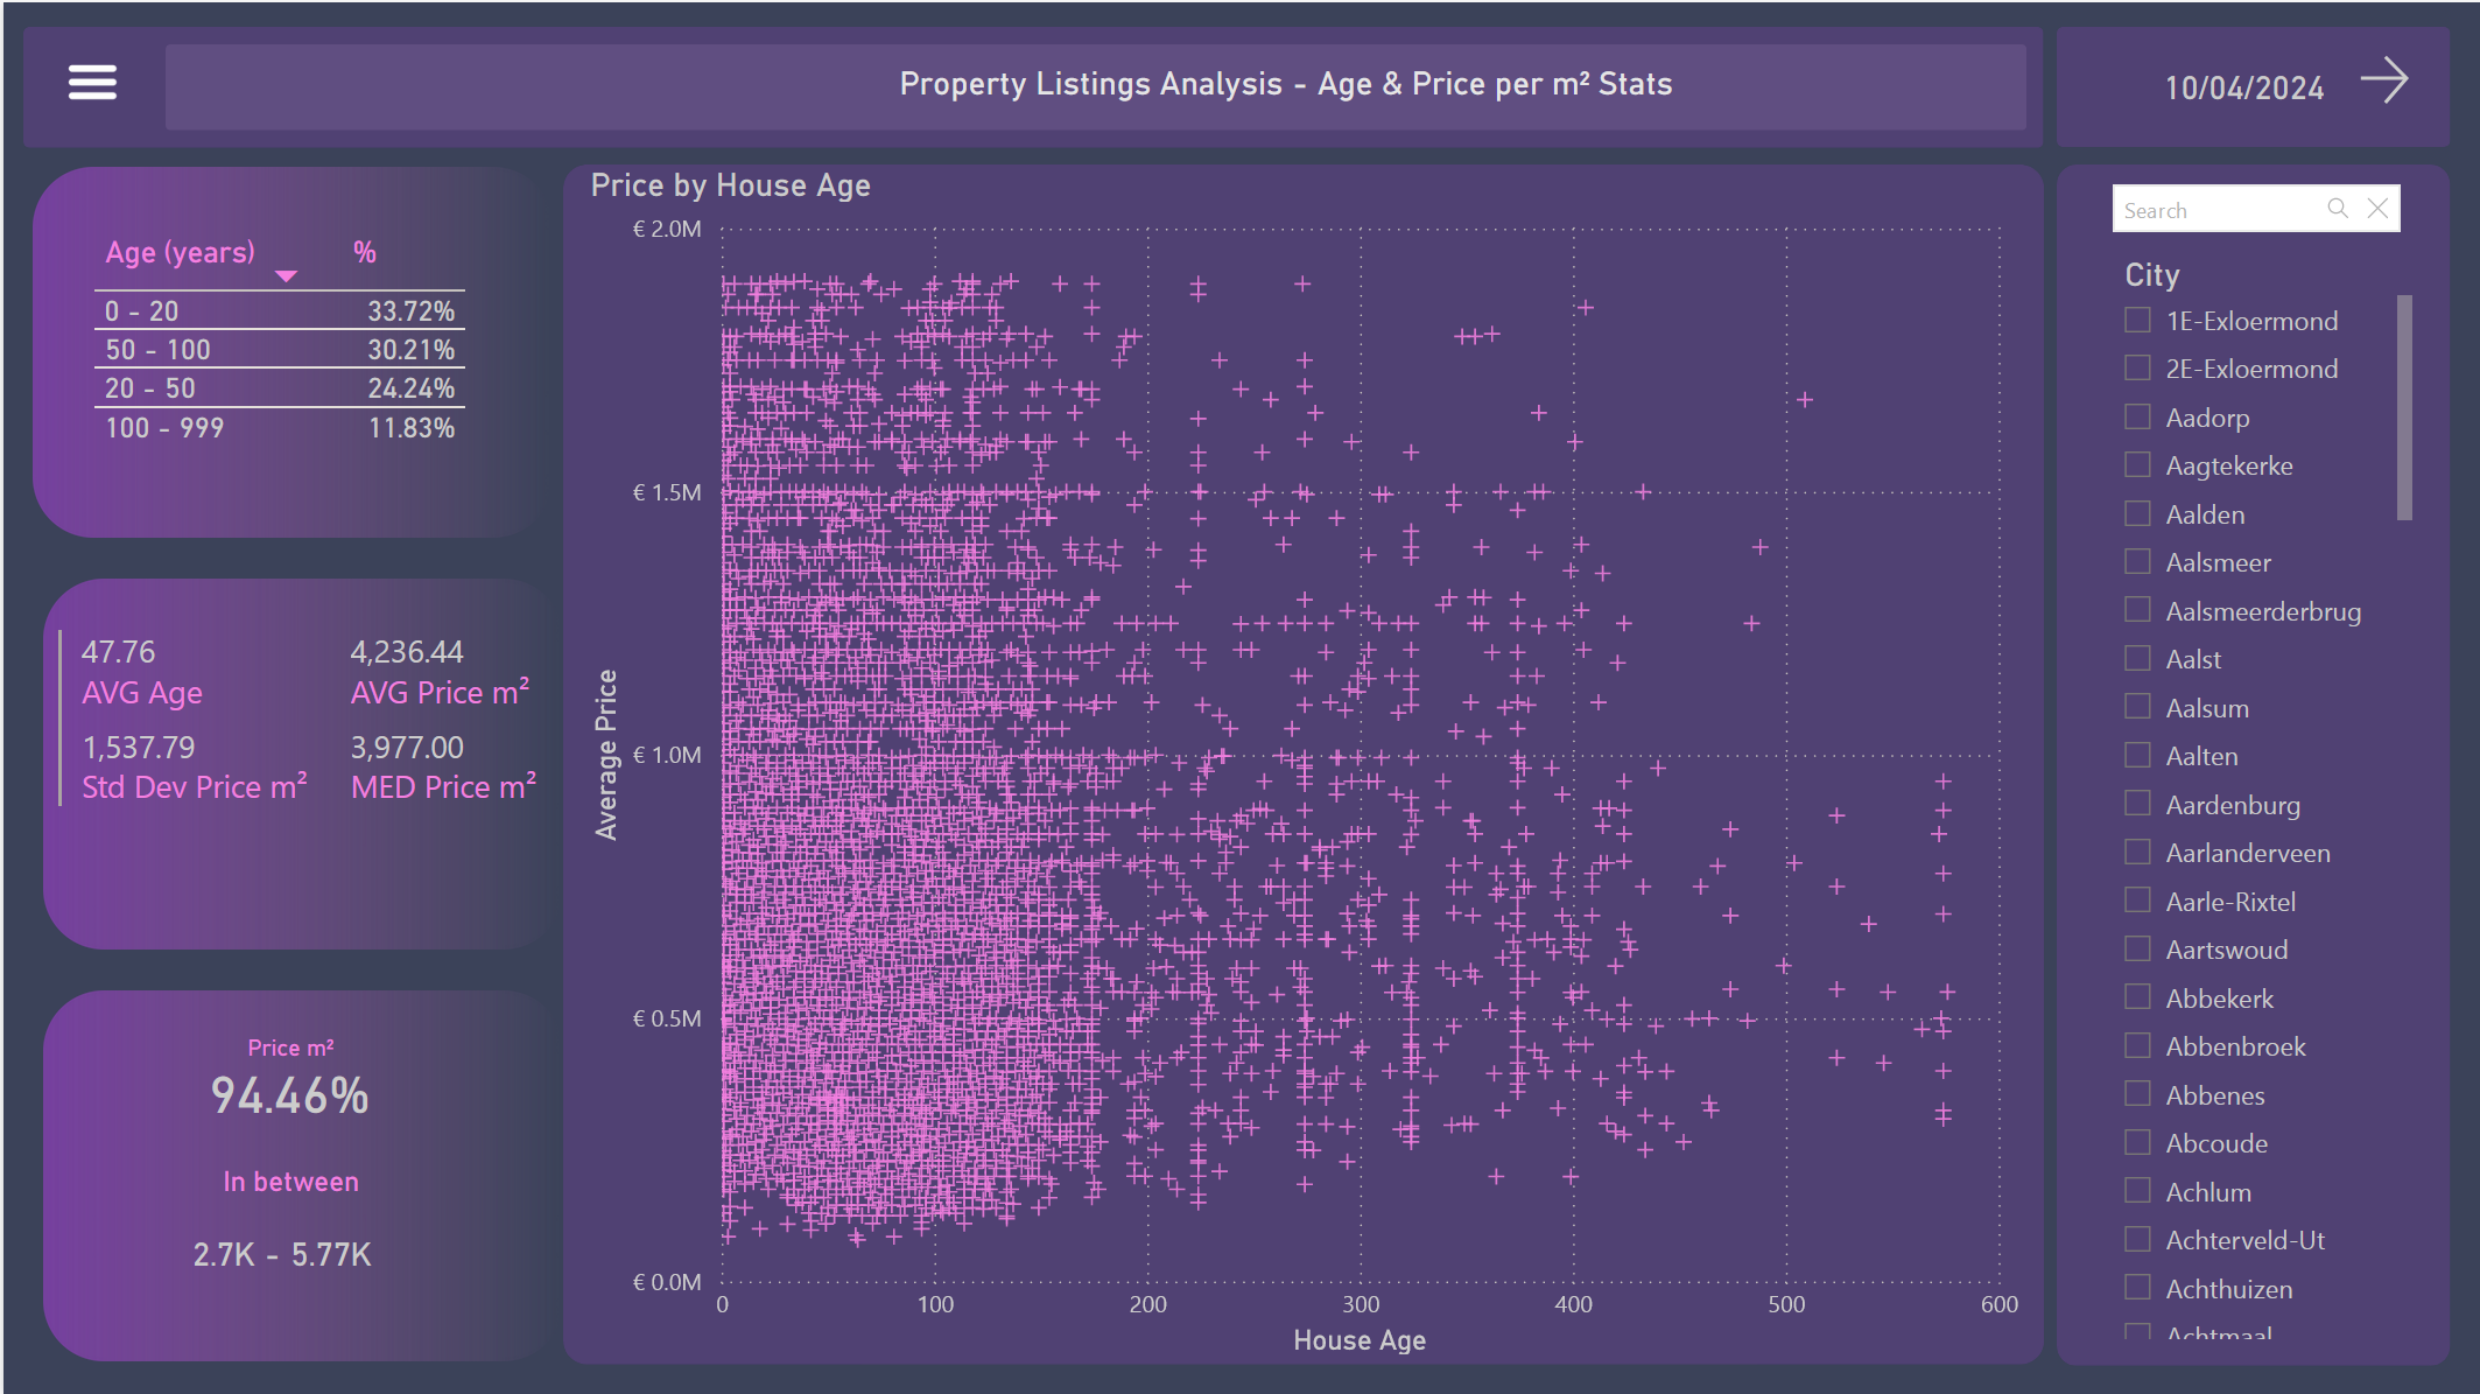 Property Listings Analysis - Age & Price per m² Stats
10/04/2024
Age (years) %
0 - 20 33.72%
50 - 100 30.21%
20 - 50 24.24%
100 - 999 11.83%
47.76 4,236.44
AVG Age AVG Price m²
1,537.79 3,977.00
Std Dev Price m² MED Price m²
Price m²
94.46%
In between
2.7K - 5.77K
Price by House Age
Average Price
€ 2.0M
€ 1.5M
€ 1.0M
€ 0.5M
€ 0.0M
0 100 200 300 400 500 600
House Age
Search
City
1E-Exloermond
2E-Exloermond
Aadorp
Aagtekerke
Aalden
Aalsmeer
Aalsmeerderbrug
Aalst
Aalsum
Aalten
Aardenburg
Aarlanderveen
Aarle-Rixtel
Aartswoud
Abbekerk
Abbenbroek
Abbenes
Abcoude
Achlum
Achterveld-Ut
Achthuizen
Achtmaal